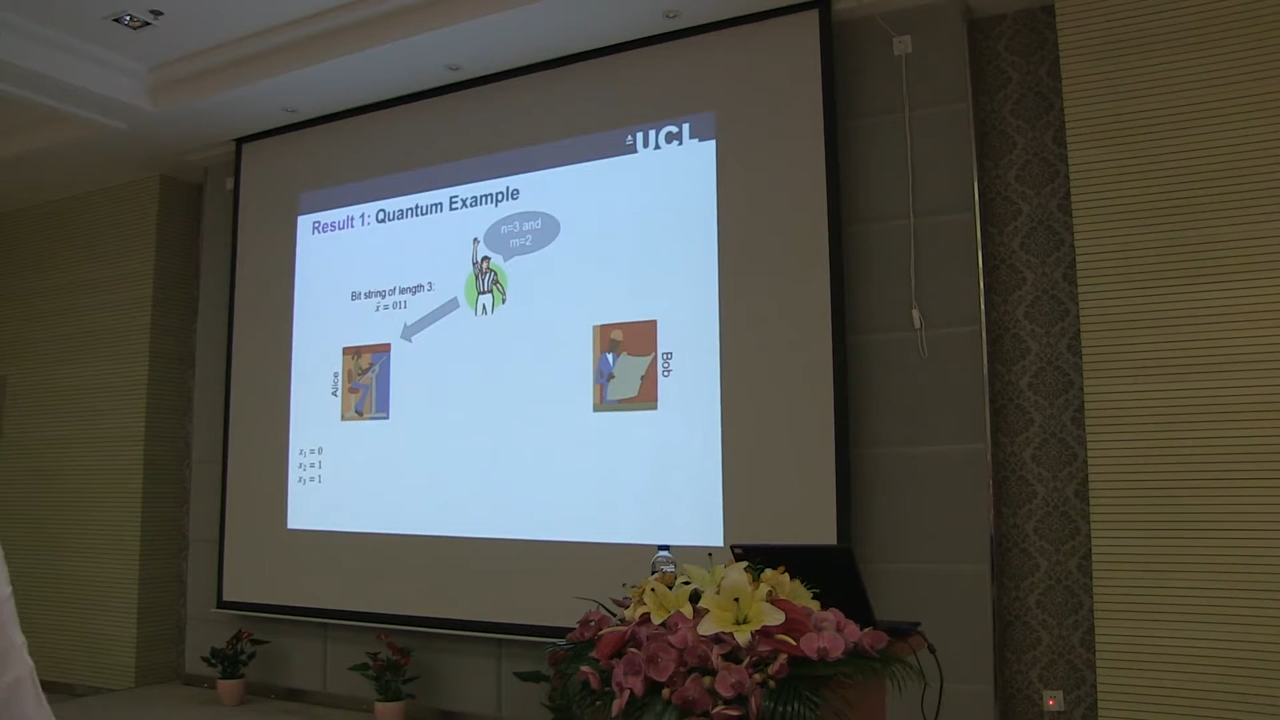 UCL
Result 1: Quantum Example
n=3 and
m=2
Bit string of length 3:
x⃗ = 011
Alice
Bob
x₁ = 0
x₂ = 1
x₃ = 1